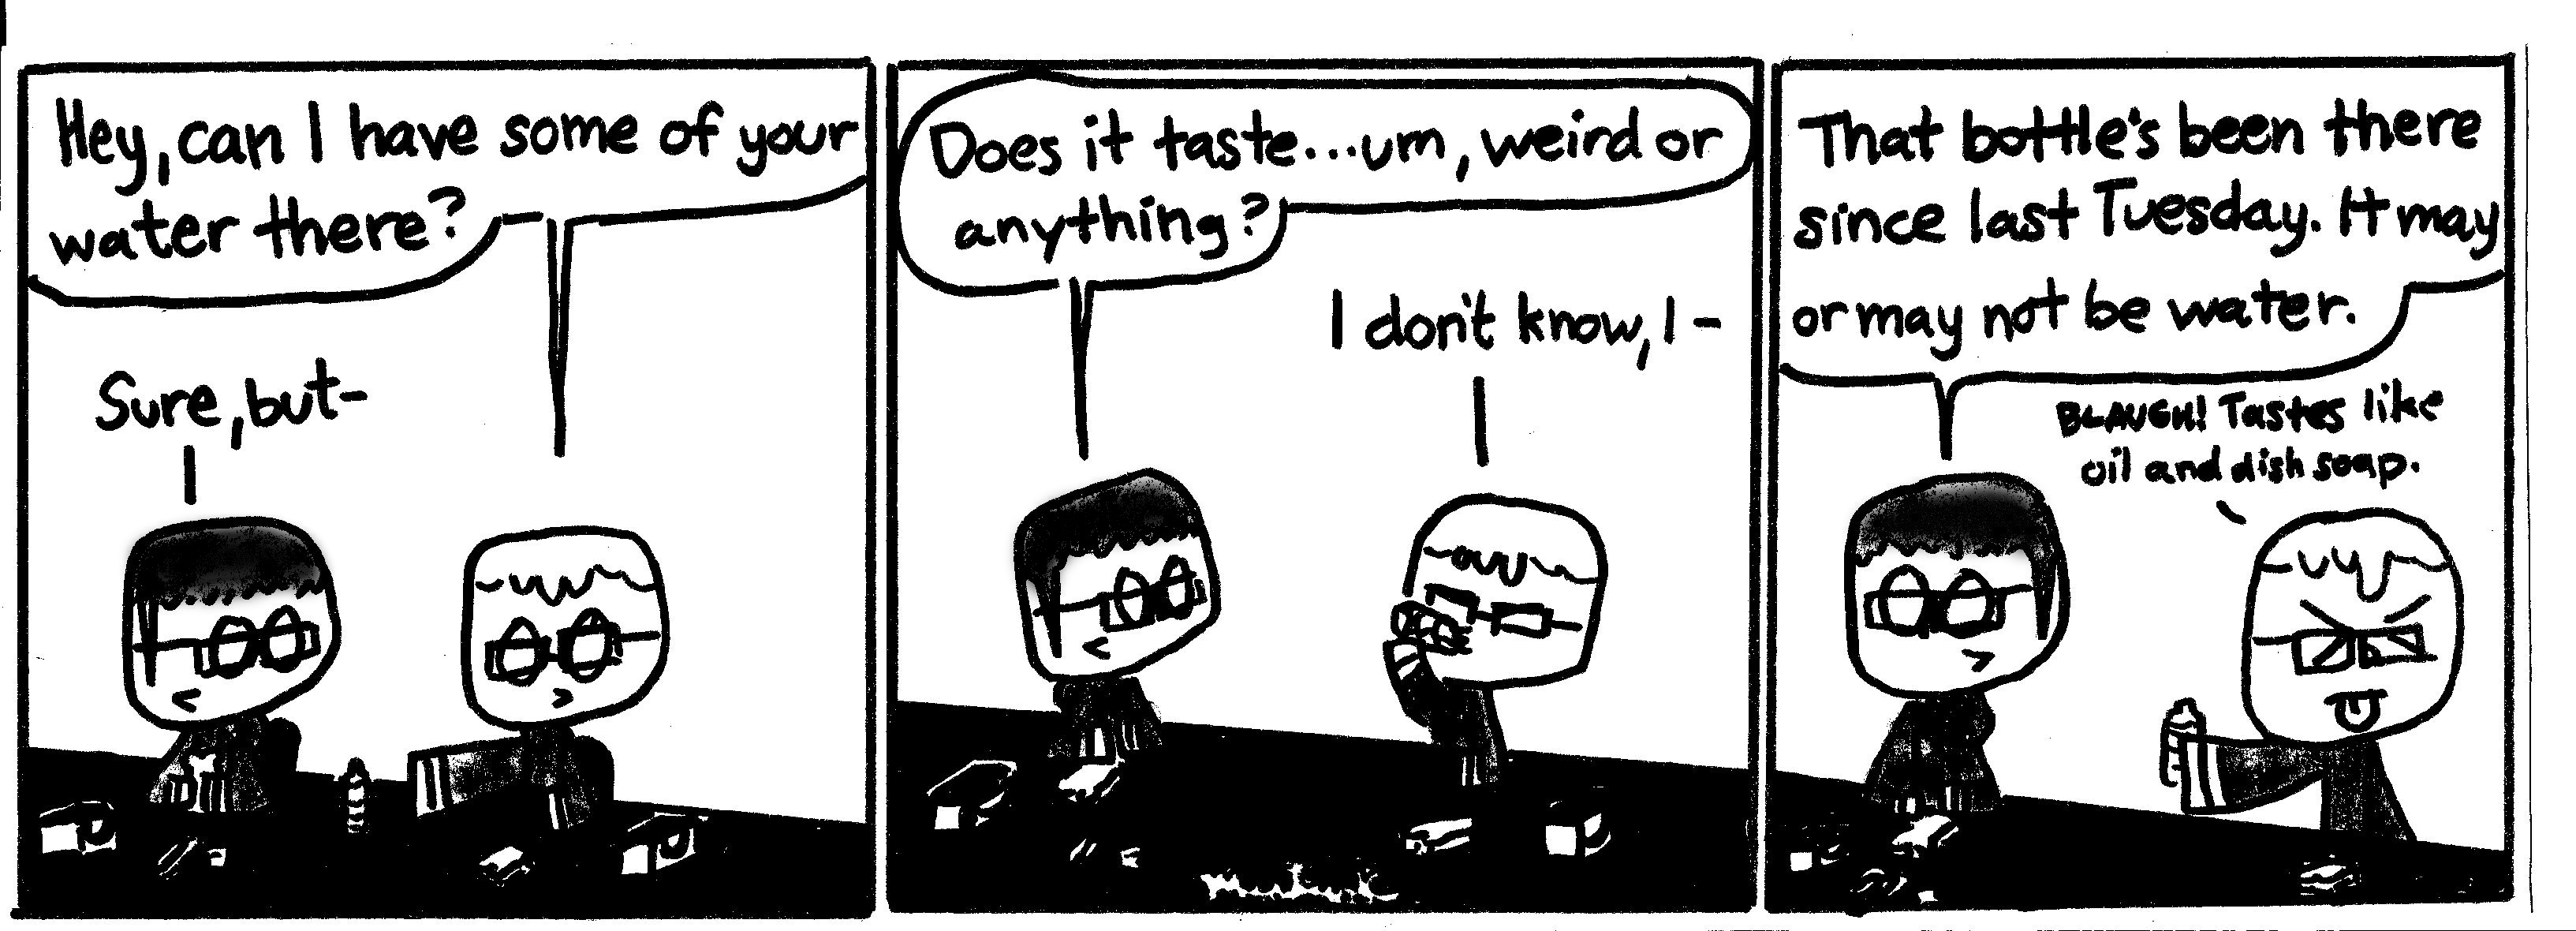 Hey, can I have some of your
water there?
Sure, but-
Does it taste...um, weird or
anything?
I don't know, I -
That bottle's been there
since last Tuesday. It may
or may not be water.
BLAUGH! Tastes like
oil and dish soap.